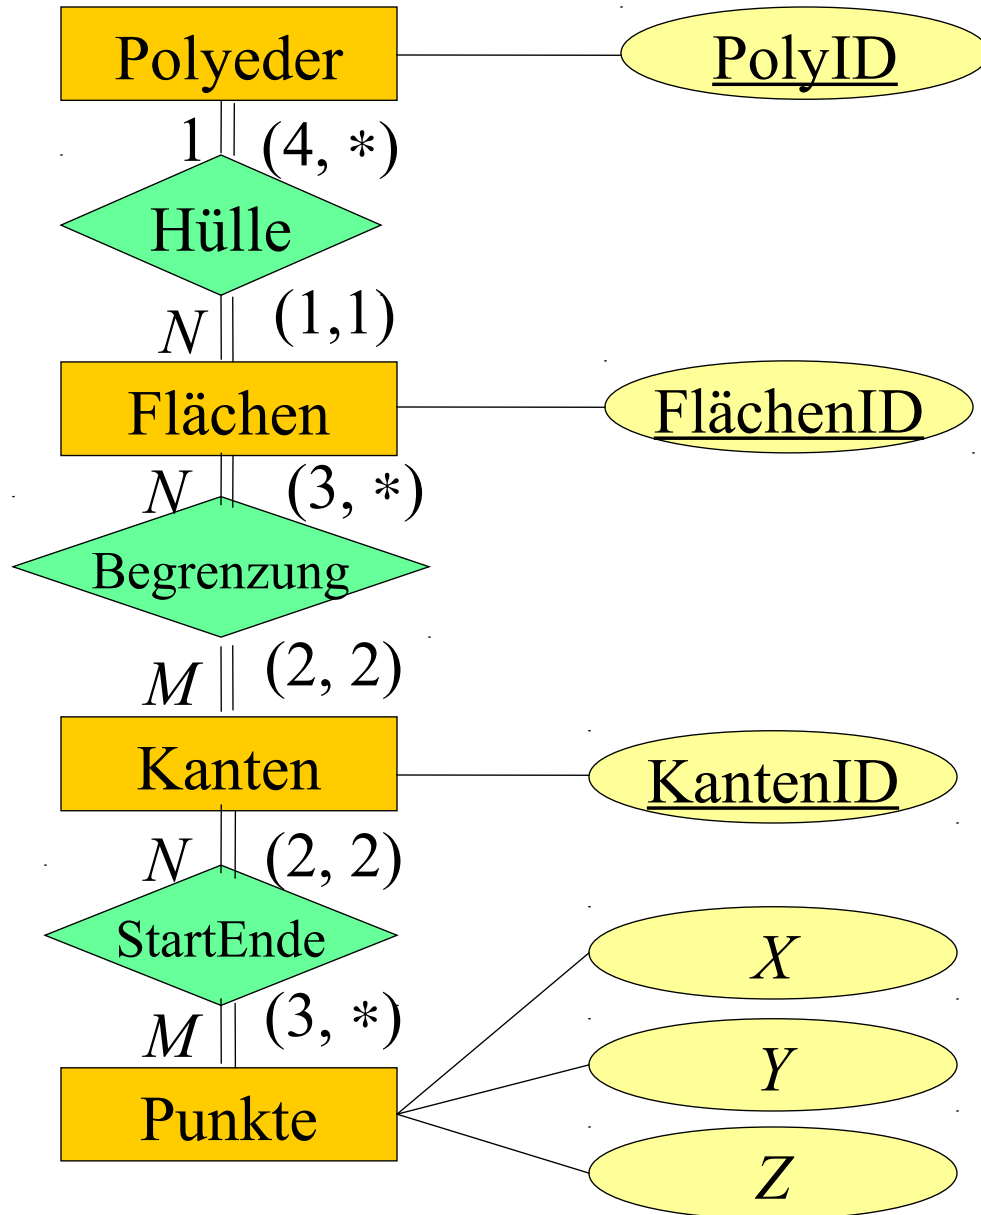 Polyeder PolyID
1 (4, *)
Hülle
N (1,1)
Flächen FlächenID
N (3, *)
Begrenzung
M (2, 2)
Kanten KantenID
N (2, 2)
StartEnde
X
M (3, *)
Y
Punkte
Z